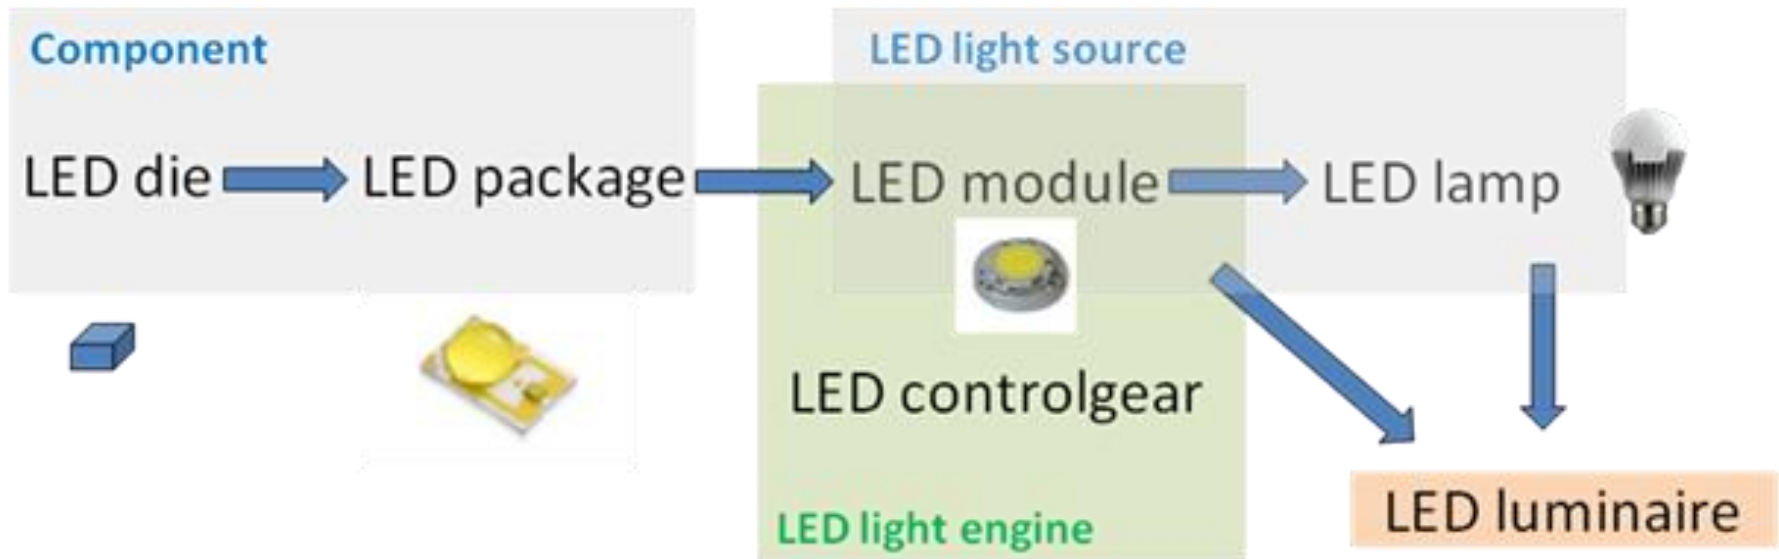 Component
LED light source
LED die
LED package
LED module
LED lamp
LED controlgear
LED light engine
LED luminaire